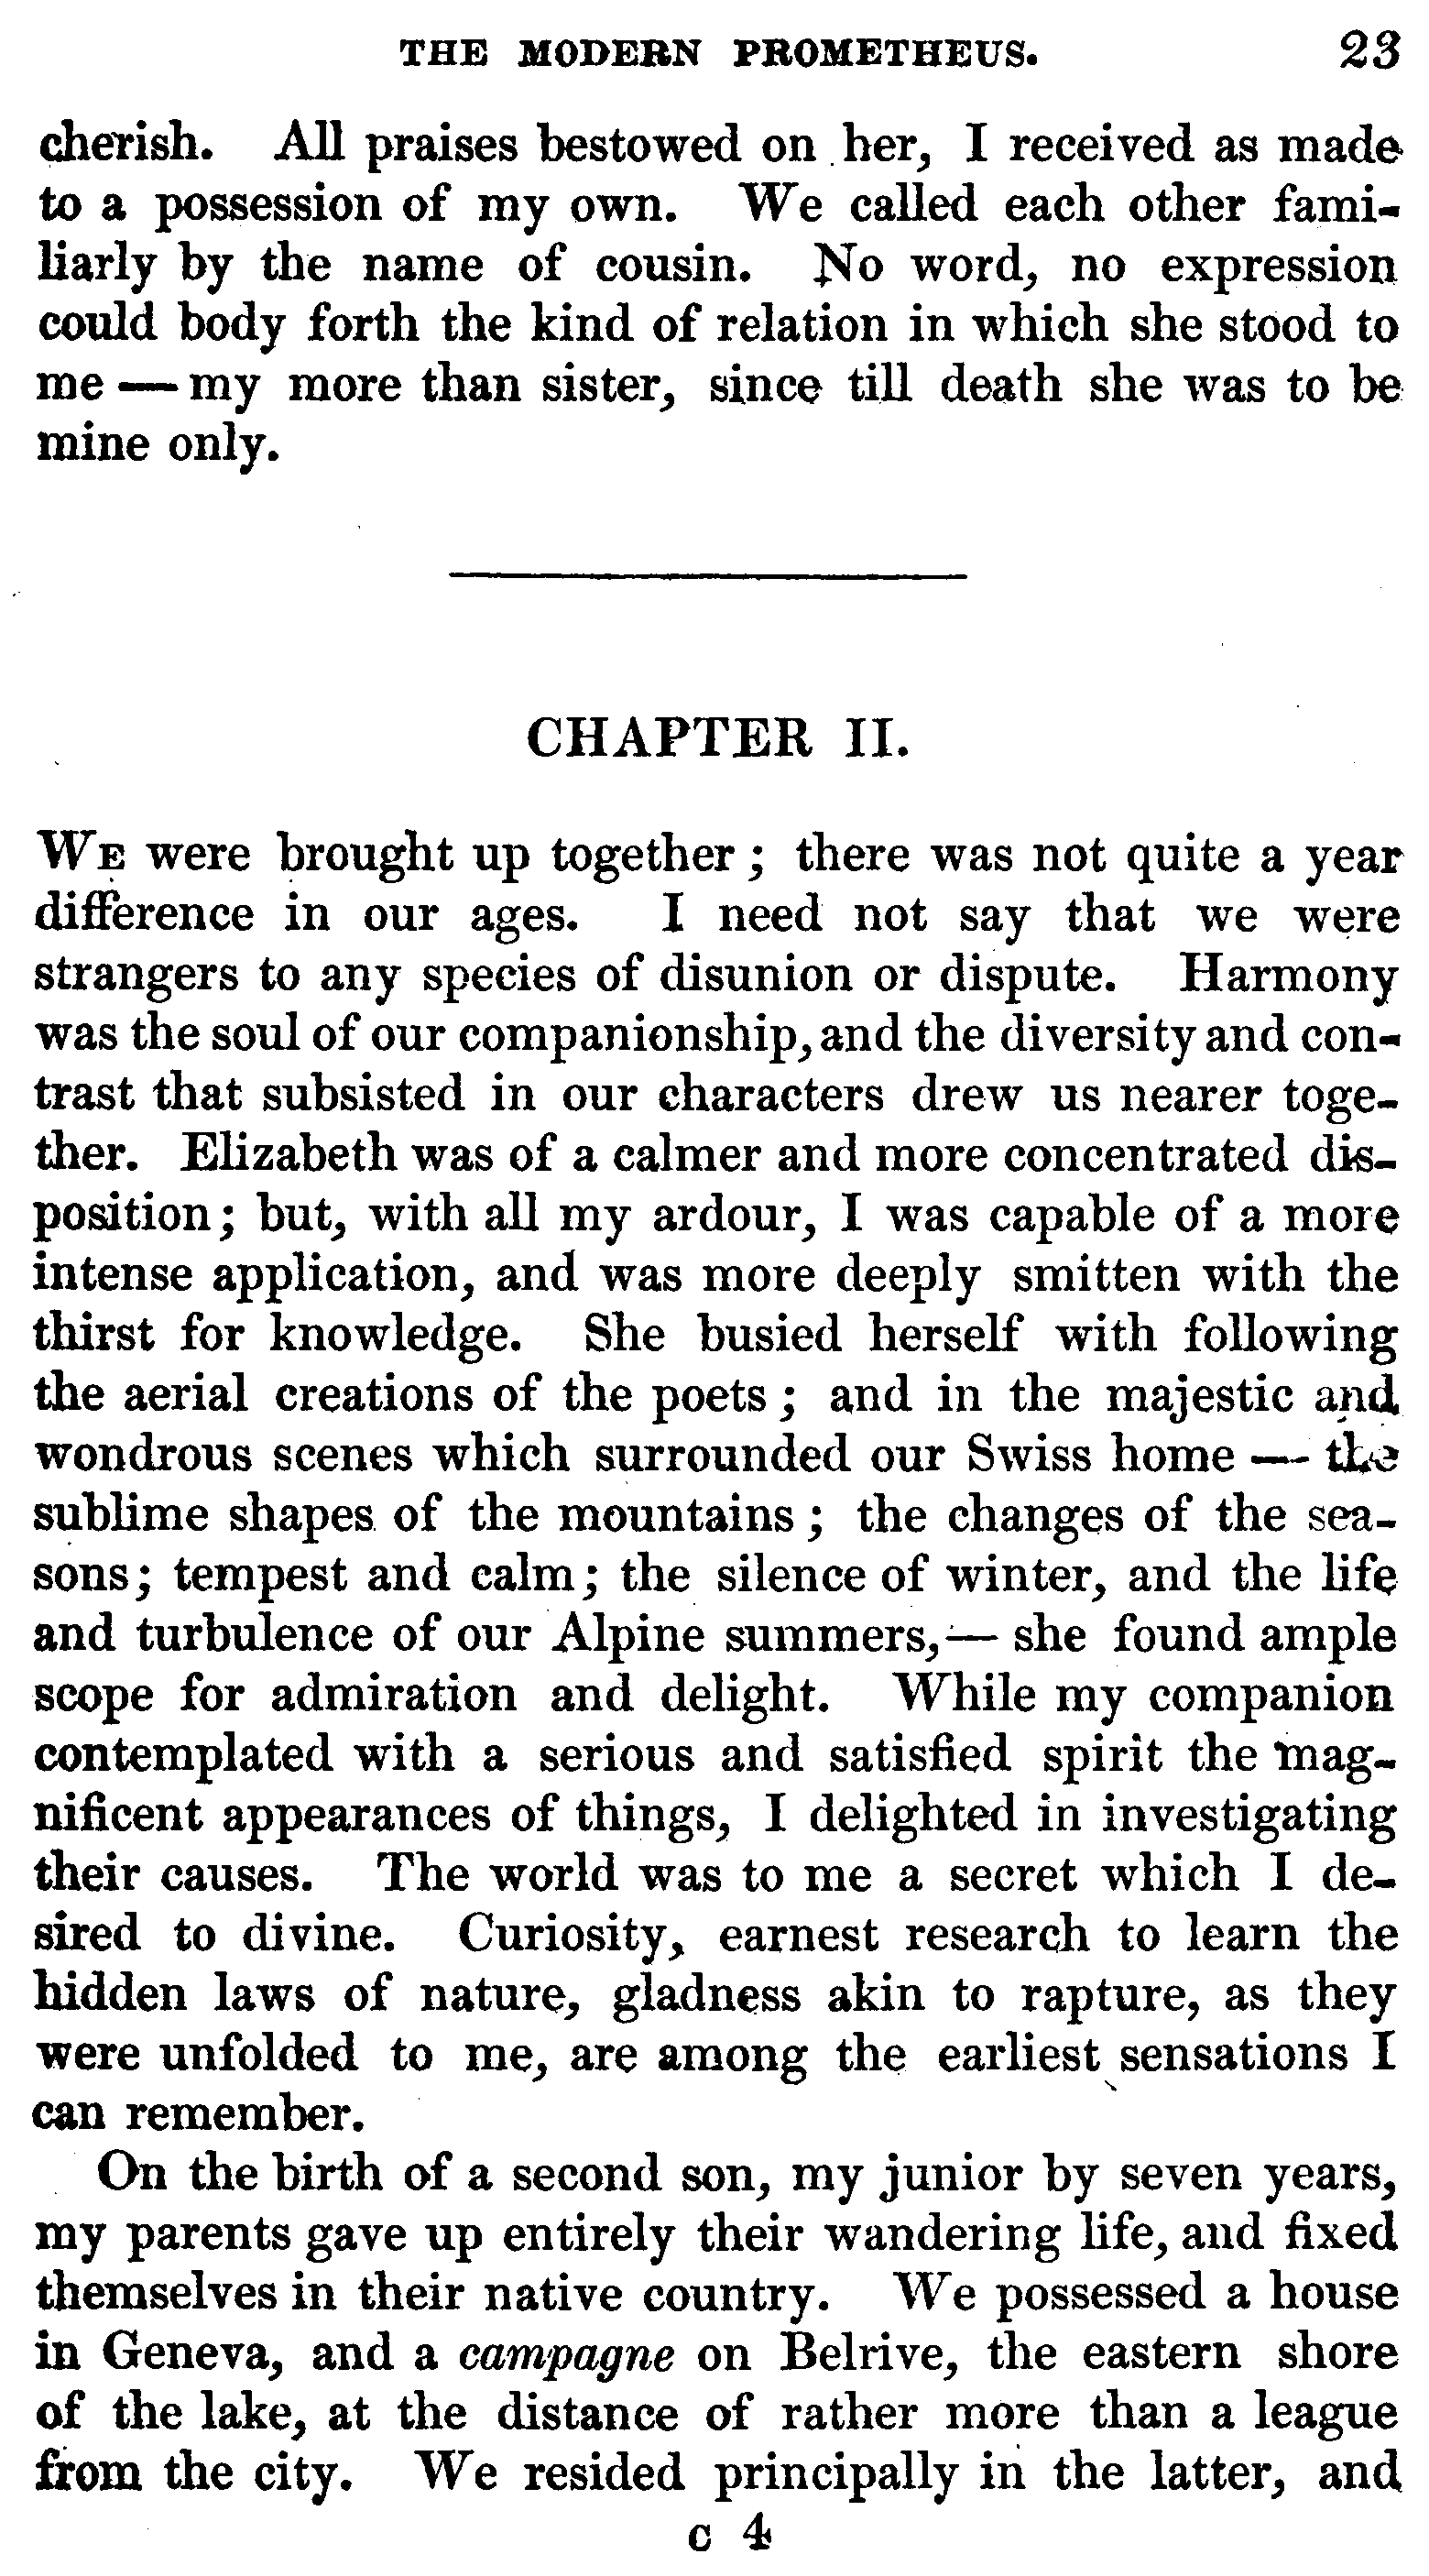 THE MODERN PROMETHEUS. 23
cherish. All praises bestowed on her, I received as made
to a possession of my own. We called each other fami-
liarly by the name of cousin. No word, no expression
could body forth the kind of relation in which she stood to
me — my more than sister, since till death she was to be
mine only.
CHAPTER II.
WE were brought up together ; there was not quite a year
difference in our ages. I need not say that we were
strangers to any species of disunion or dispute. Harmony
was the soul of our companionship, and the diversity and con-
trast that subsisted in our characters drew us nearer toge-
ther. Elizabeth was of a calmer and more concentrated dis-
position ; but, with all my ardour, I was capable of a more
intense application, and was more deeply smitten with the
thirst for knowledge. She busied herself with following
the aerial creations of the poets ; and in the majestic and
wondrous scenes which surrounded our Swiss home — the
sublime shapes of the mountains ; the changes of the sea-
sons ; tempest and calm ; the silence of winter, and the life
and turbulence of our Alpine summers, — she found ample
scope for admiration and delight. While my companion
contemplated with a serious and satisfied spirit the mag-
nificent appearances of things, I delighted in investigating
their causes. The world was to me a secret which I de-
sired to divine. Curiosity, earnest research to learn the
hidden laws of nature, gladness akin to rapture, as they
were unfolded to me, are among the earliest sensations I
can remember.
On the birth of a second son, my junior by seven years,
my parents gave up entirely their wandering life, and fixed
themselves in their native country. We possessed a house
in Geneva, and a campagne on Belrive, the eastern shore
of the lake, at the distance of rather more than a league
from the city. We resided principally in the latter, and
C 4